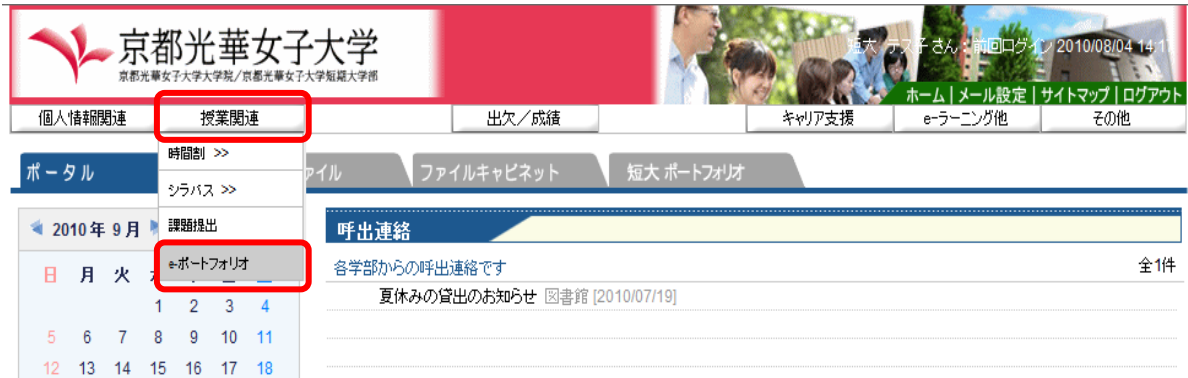 京都光華女子大学
京都光華女子大学大学院／京都光華女子大学短期大学部
短大 テス子 さん：前回ログイン 2010/08/04 14:1
ホーム | メール設定 | サイトマップ | ログアウト
個人情報関連 授業関連 出欠／成績 キャリア支援 e-ラーニング他 その他
時間割 >>
シラバス >>
課題提出
e-ポートフォリオ
ポータル ァイル ファイルキャビネット 短大 ポートフォリオ
2010年 9月
日 月 火
1 2 3 4
5 6 7 8 9 10 11
12 13 14 15 16 17 18
呼出連絡
各学部からの呼出連絡です 全1件
夏休みの貸出のお知らせ 図書館 [2010/07/19]